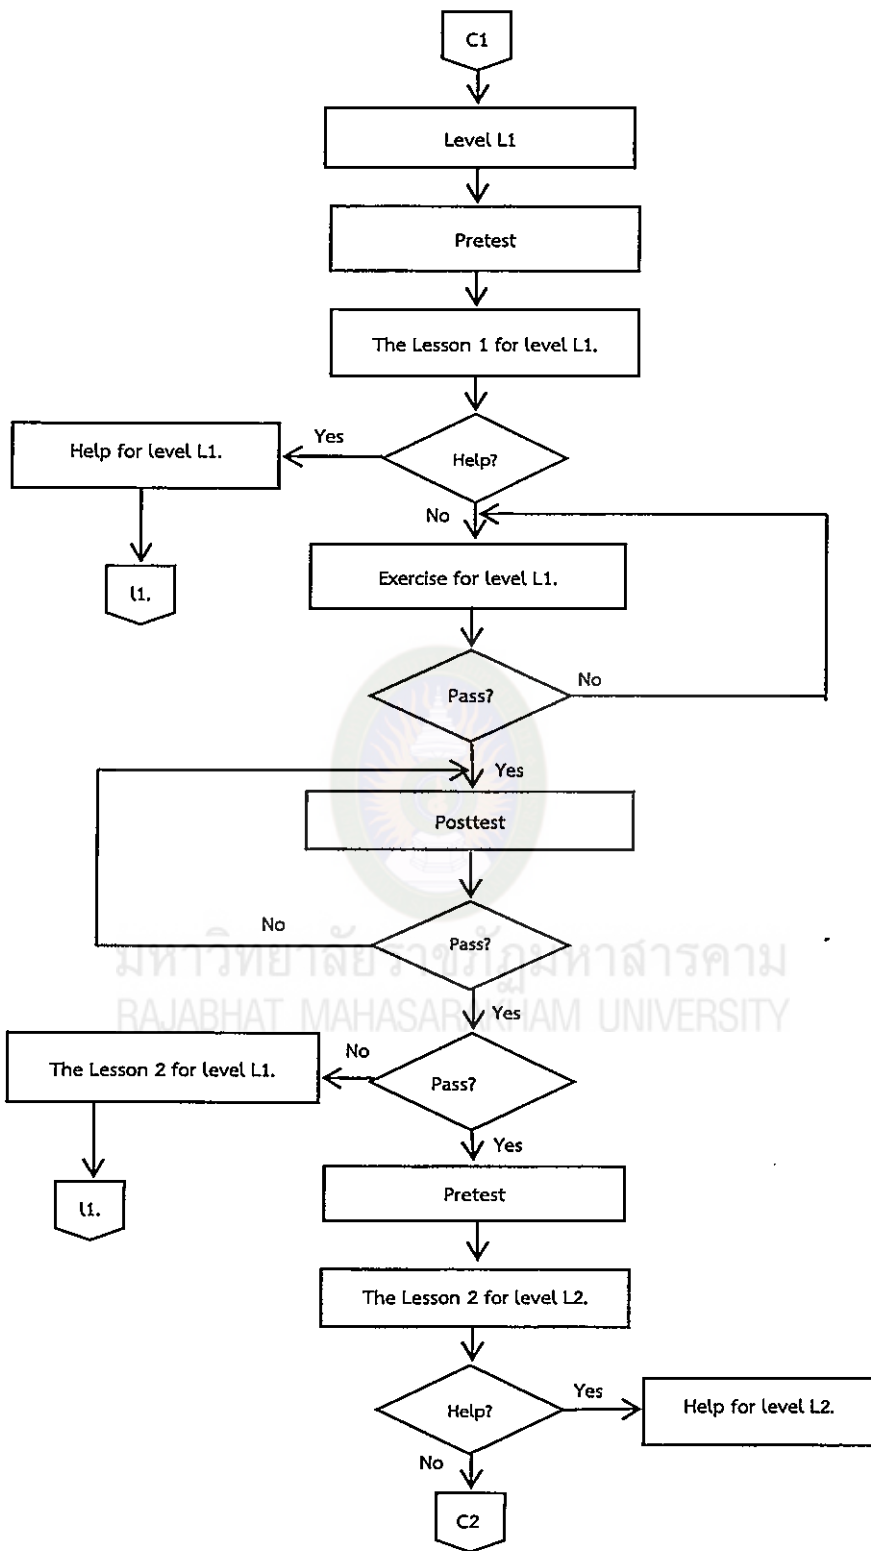 C1
Level L1
Pretest
The Lesson 1 for level L1.
Help?
Yes
Help for level L1.
l1.
No
Exercise for level L1.
Pass?
No
Yes
Posttest
Pass?
No
มหาวิทยาลัยราชภัฏมหาสารคาม
RAJABHAT MAHASARAKHAM UNIVERSITY
Yes
Pass?
No
The Lesson 2 for level L1.
l1.
Yes
Pretest
The Lesson 2 for level L2.
Help?
Yes
Help for level L2.
No
C2